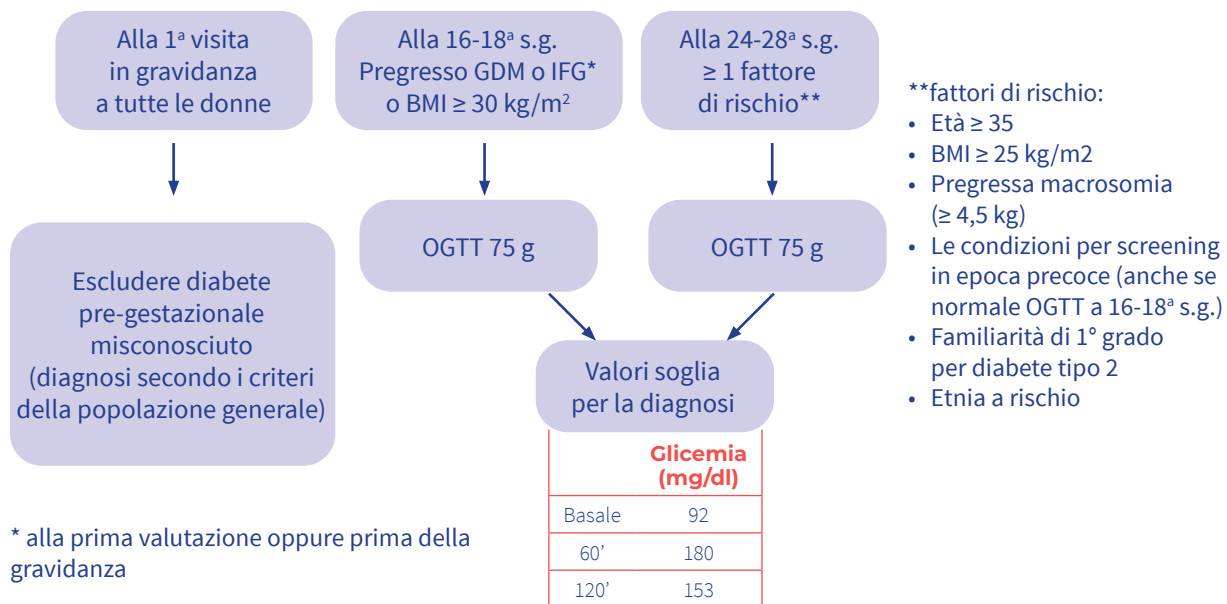 Alla 1ª visita
in gravidanza
a tutte le donne
Alla 16-18ª s.g.
Pregresso GDM o IFG*
o BMI ≥ 30 kg/m²
Alla 24-28ª s.g.
≥ 1 fattore
di rischio**
Escludere diabete
pre-gestazionale
misconosciuto
(diagnosi secondo i criteri
della popolazione generale)
OGTT 75 g
OGTT 75 g
Valori soglia
per la diagnosi
Glicemia
(mg/dl)
Basale 92
60’ 180
120’ 153
**fattori di rischio:
• Età ≥ 35
• BMI ≥ 25 kg/m2
• Pregressa macrosomia
(≥ 4,5 kg)
• Le condizioni per screening
in epoca precoce (anche se
normale OGTT a 16-18ª s.g.)
• Familiarità di 1° grado
per diabete tipo 2
• Etnia a rischio
* alla prima valutazione oppure prima della
gravidanza